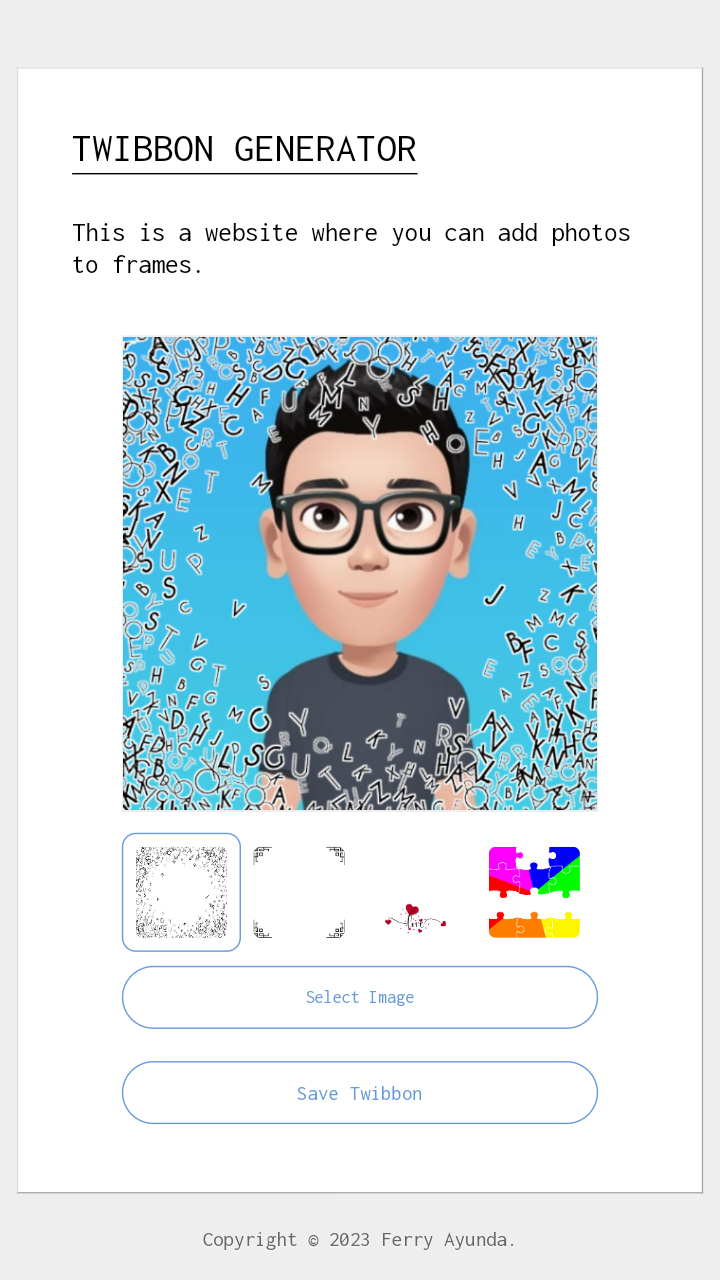 TWIBBON GENERATOR
This is a website where you can add photos
to frames.
Select Image
Save Twibbon
Copyright © 2023 Ferry Ayunda.